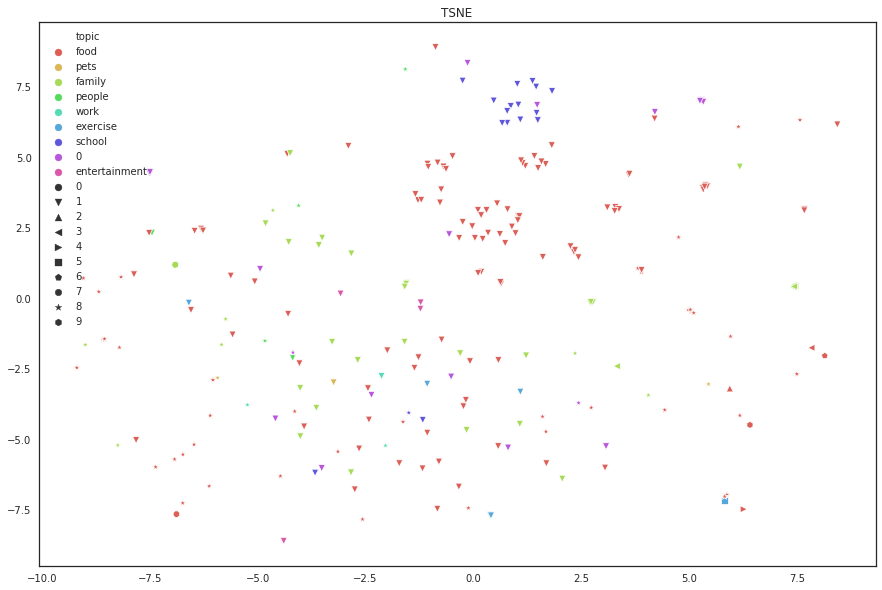 TSNE
topic
food
pets
family
people
work
exercise
school
0
entertainment
0
1
2
3
4
5
6
7
8
9
7.5
5.0
2.5
0.0
−2.5
−5.0
−7.5
−10.0 −7.5 −5.0 −2.5 0.0 2.5 5.0 7.5